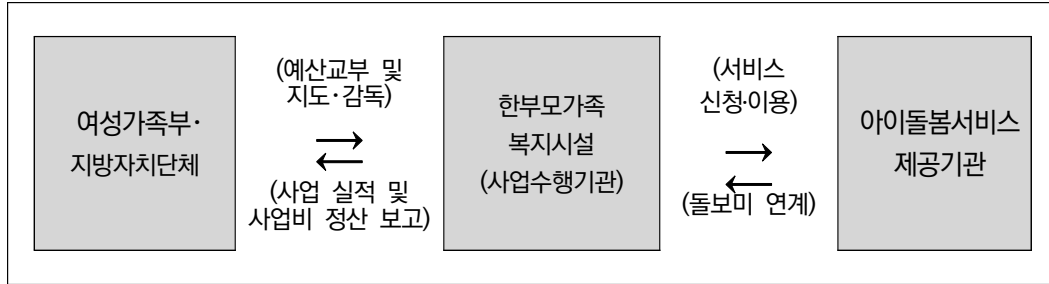 여성가족부·
지방자치단체
(예산교부 및
지도·감독)
(사업 실적 및
사업비 정산 보고)
한부모가족
복지시설
(사업수행기관)
(서비스
신청·이용)
(돌보미 연계)
아이돌봄서비스
제공기관